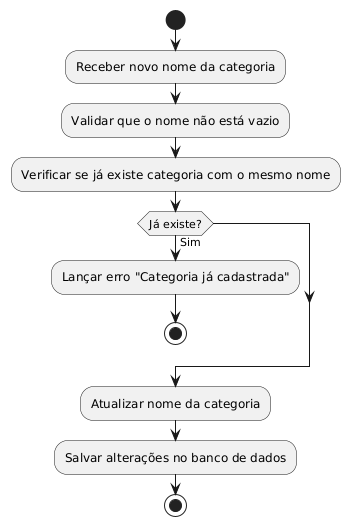 Receber novo nome da categoria
Validar que o nome não está vazio
Verificar se já existe categoria com o mesmo nome
Já existe?
Sim
Lançar erro "Categoria já cadastrada"
Atualizar nome da categoria
Salvar alterações no banco de dados